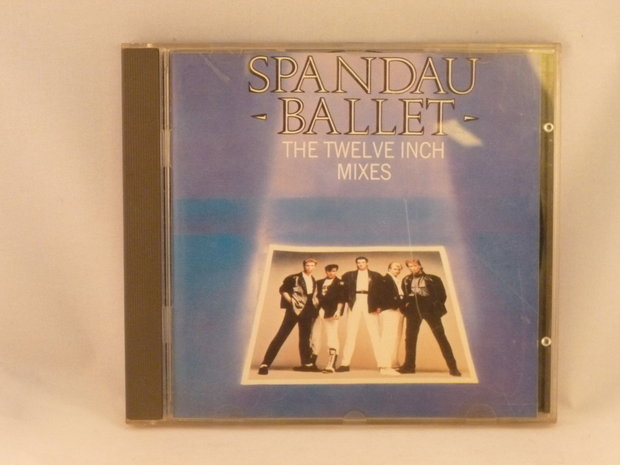 SPANDAU
- BALLET -
THE TWELVE INCH
MIXES